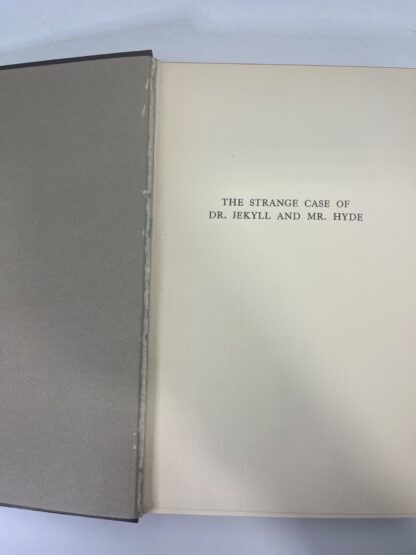 THE STRANGE CASE OF
DR. JEKYLL AND MR. HYDE